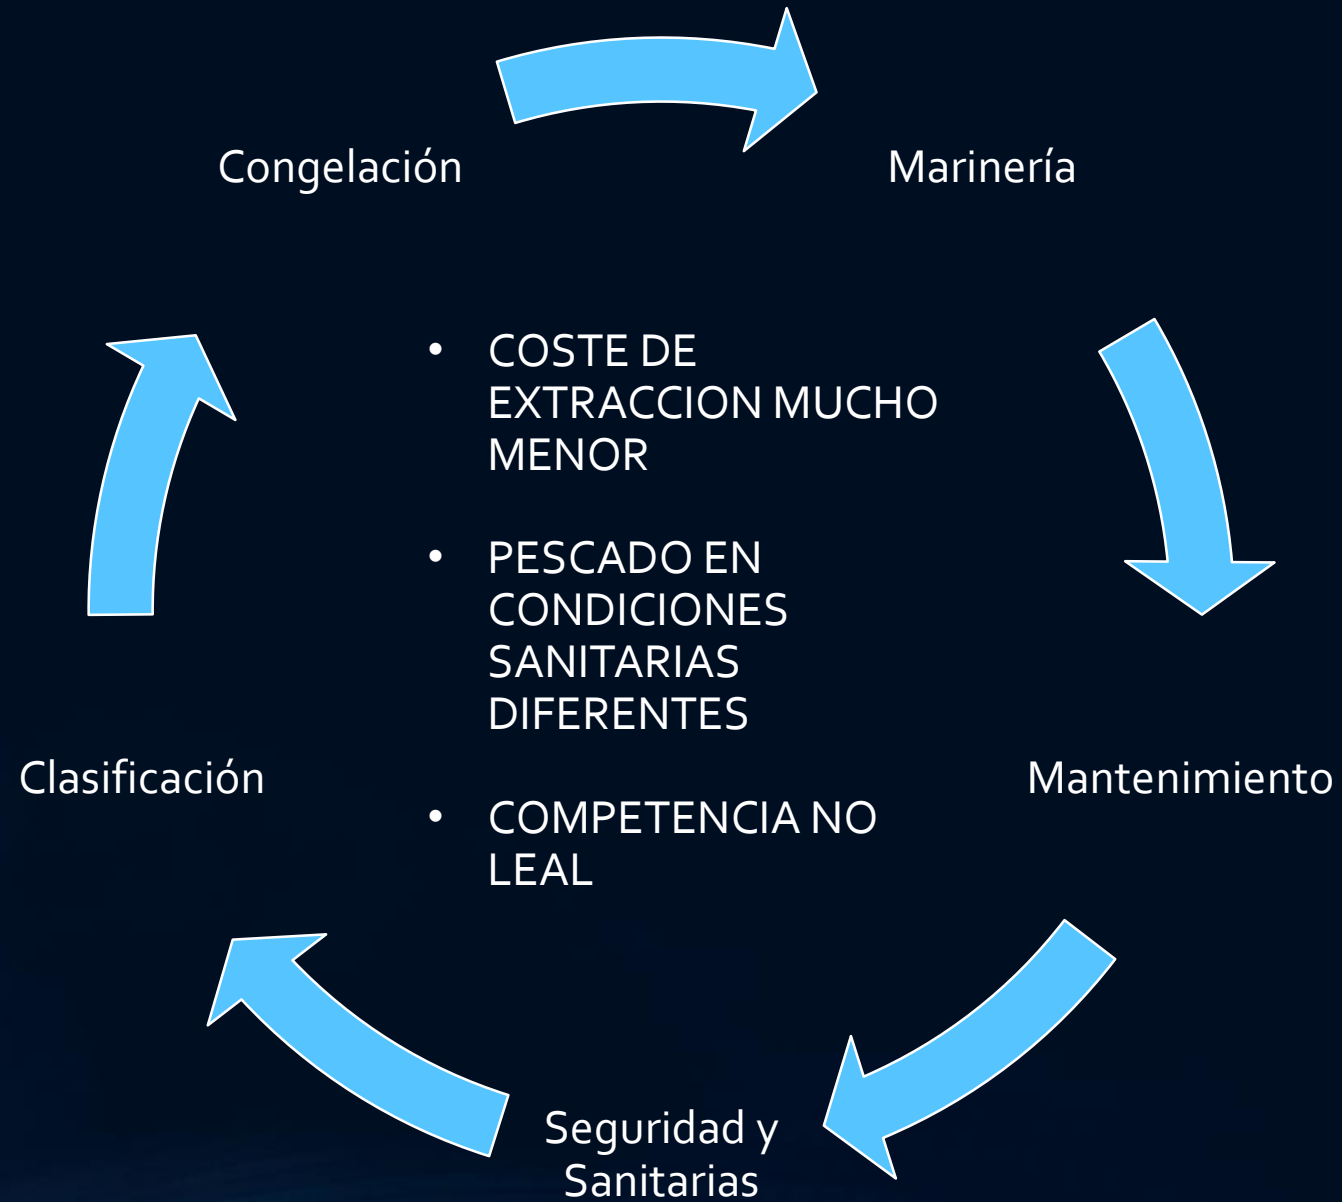 Congelación
Marinería
• COSTE DE
EXTRACCION MUCHO
MENOR
• PESCADO EN
CONDICIONES
SANITARIAS
DIFERENTES
• COMPETENCIA NO
LEAL
Clasificación
Mantenimiento
Seguridad y
Sanitarias